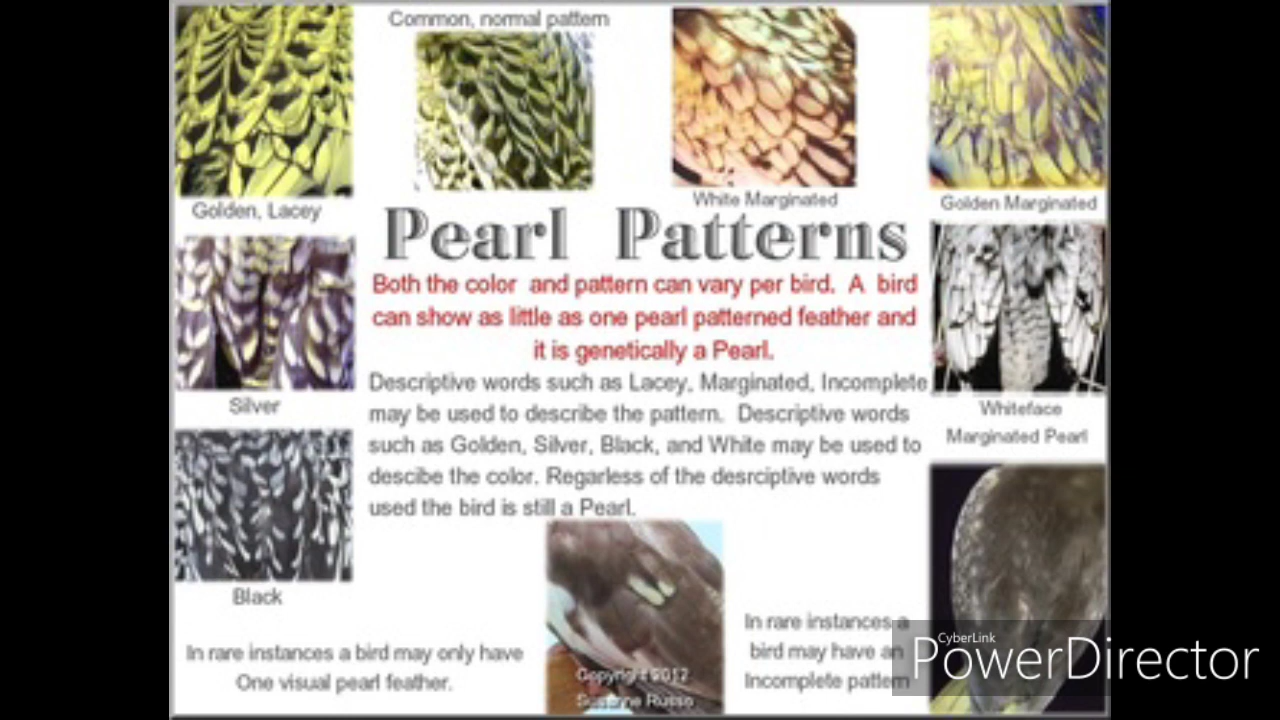 Common, normal pattern
Golden, Lacey
White Marginated
Golden Marginated
Pearl Patterns
Both the color and pattern can vary per bird. A bird
can show as little as one pearl patterned feather and
it is genetically a Pearl.
Descriptive words such as Lacey, Marginated, Incomplete
may be used to describe the pattern. Descriptive words
such as Golden, Silver, Black, and White may be used to
descibe the color. Regarless of the desrciptive words
used the bird is still a Pearl.
Silver
Whiteface
Marginated Pearl
Black
In rare instances a bird may only have
One visual pearl feather.
Copyright 2012
Susanne Russo
In rare instances a
bird may have an
Incomplete pattern
CyberLink
PowerDirector